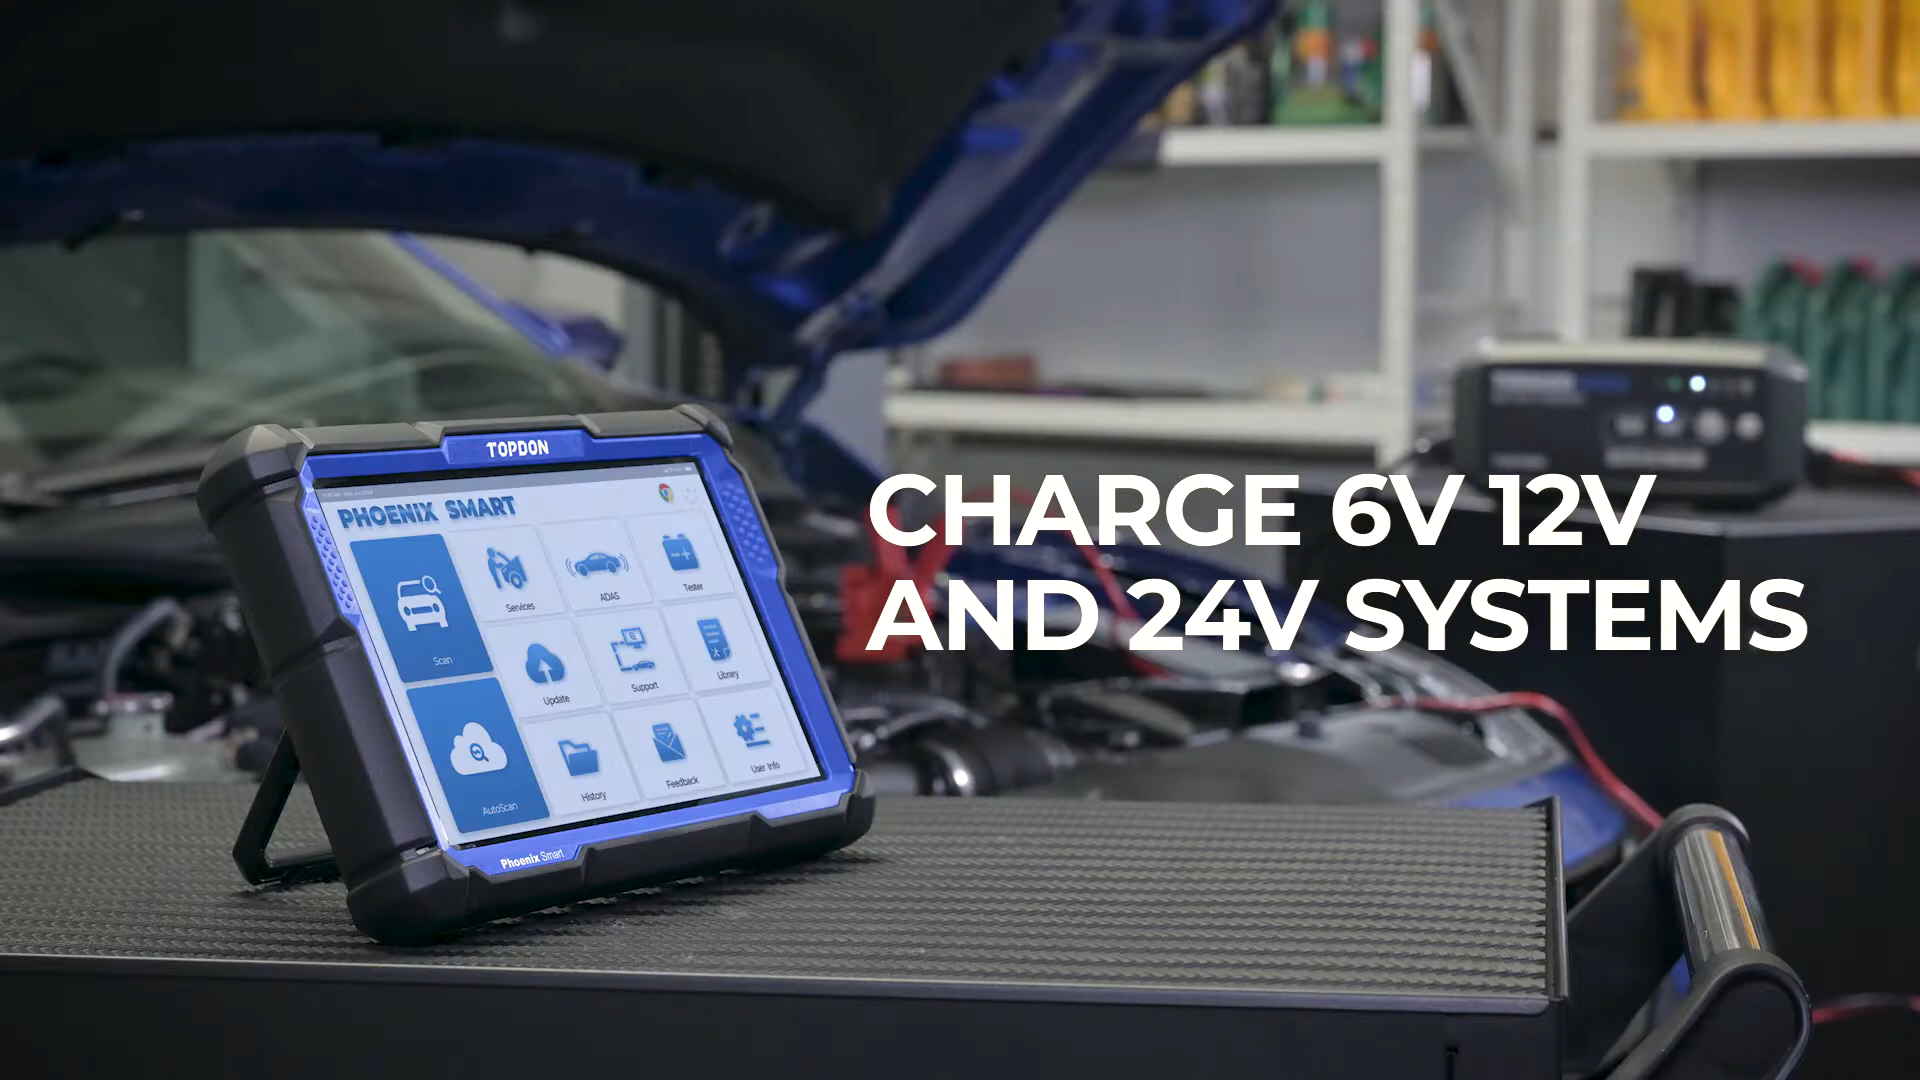 TOPDON
PHOENIX SMART
Scan
Services
ADAS
Tester
Update
Support
Library
AutoScan
History
Feedback
User Info
Phoenix Smart
CHARGE 6V 12V
AND 24V SYSTEMS